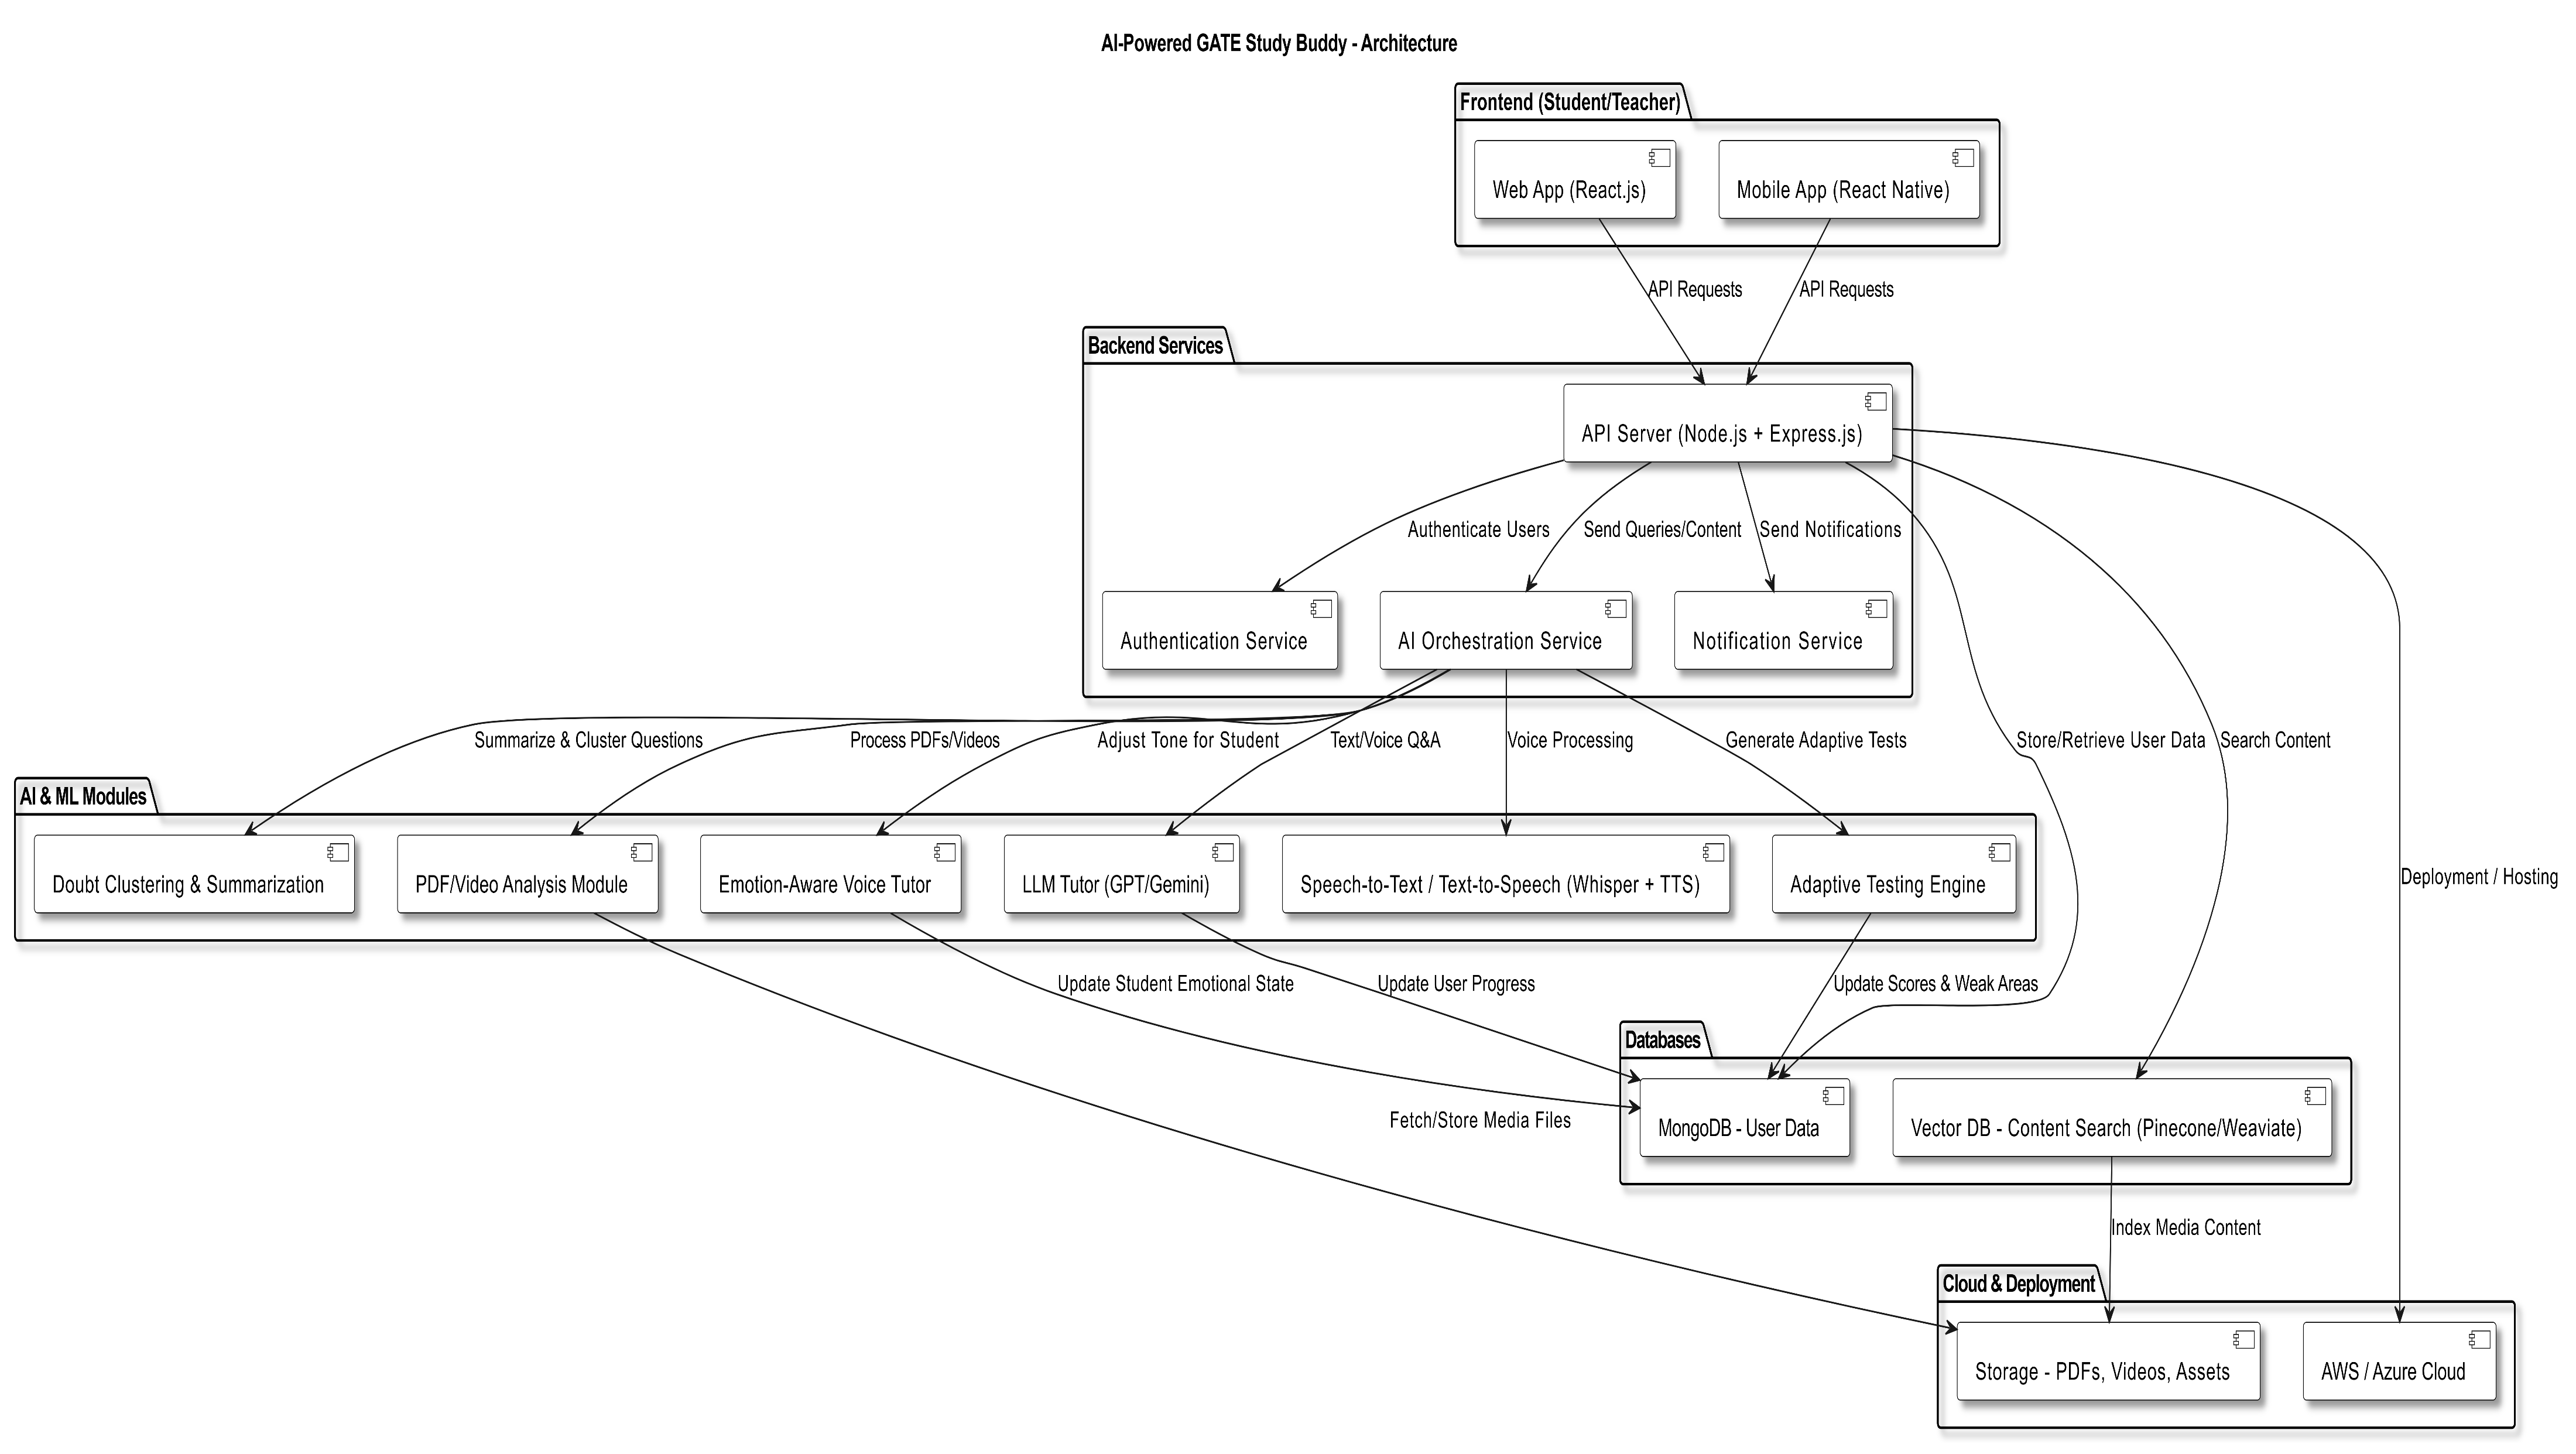 AI-Powered GATE Study Buddy - Architecture
Frontend (Student/Teacher)
Web App (React.js)
Mobile App (React Native)
API Requests
API Requests
Backend Services
API Server (Node.js + Express.js)
Authenticate Users
Send Queries/Content
Send Notifications
Authentication Service
AI Orchestration Service
Notification Service
Summarize & Cluster Questions
Process PDFs/Videos
Adjust Tone for Student
Text/Voice Q&A
Voice Processing
Generate Adaptive Tests
Store/Retrieve User Data
Search Content
AI & ML Modules
Doubt Clustering & Summarization
PDF/Video Analysis Module
Emotion-Aware Voice Tutor
LLM Tutor (GPT/Gemini)
Speech-to-Text / Text-to-Speech (Whisper + TTS)
Adaptive Testing Engine
Deployment / Hosting
Update Student Emotional State
Update User Progress
Update Scores & Weak Areas
Databases
Fetch/Store Media Files
MongoDB - User Data
Vector DB - Content Search (Pinecone/Weaviate)
Index Media Content
Cloud & Deployment
Storage - PDFs, Videos, Assets
AWS / Azure Cloud